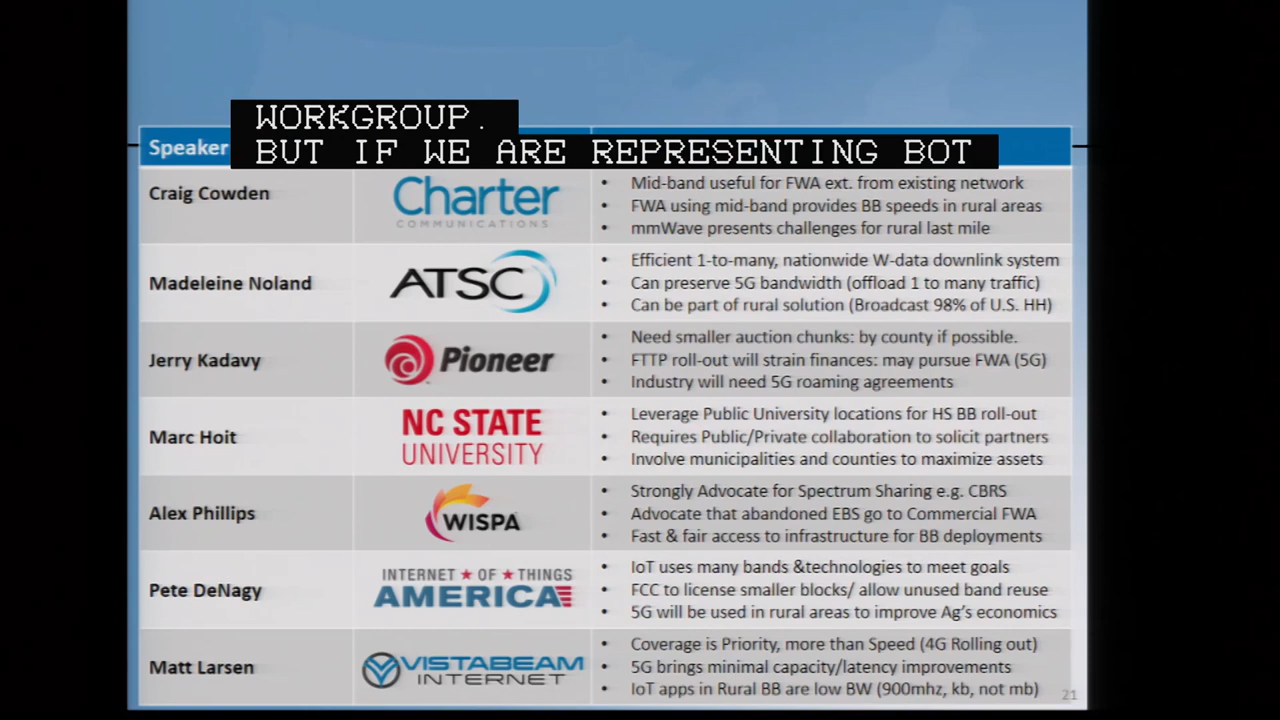 WORKGROUP.
BUT IF WE ARE REPRESENTING BOT
Speaker
Craig Cowden
Charter
COMMUNICATIONS
• Mid-band useful for FWA ext. from existing network
• FWA using mid-band provides BB speeds in rural areas
• mmWave presents challenges for rural last mile
Madeleine Noland
ATSC
• Efficient 1-to-many, nationwide W-data downlink system
• Can preserve 5G bandwidth (offload 1 to many traffic)
• Can be part of rural solution (Broadcast 98% of U.S. HH)
Jerry Kadavy
Pioneer
• Need smaller auction chunks: by county if possible.
• FTTP roll-out will strain finances: may pursue FWA (5G)
• Industry will need 5G roaming agreements
Marc Hoit
NC STATE
UNIVERSITY
• Leverage Public University locations for HS BB roll-out
• Requires Public/Private collaboration to solicit partners
• Involve municipalities and counties to maximize assets
Alex Phillips
WISPA
• Strongly Advocate for Spectrum Sharing e.g. CBRS
• Advocate that abandoned EBS go to Commercial FWA
• Fast & fair access to infrastructure for BB deployments
Pete DeNagy
INTERNET ★ OF ★ THINGS
AMERICA
• IoT uses many bands &technologies to meet goals
• FCC to license smaller blocks/ allow unused band reuse
• 5G will be used in rural areas to improve Ag's economics
Matt Larsen
VISTABEAM
INTERNET
• Coverage is Priority, more than Speed (4G Rolling out)
• 5G brings minimal capacity/latency improvements
• IoT apps in Rural BB are low BW (900mhz, kb, not mb)
21